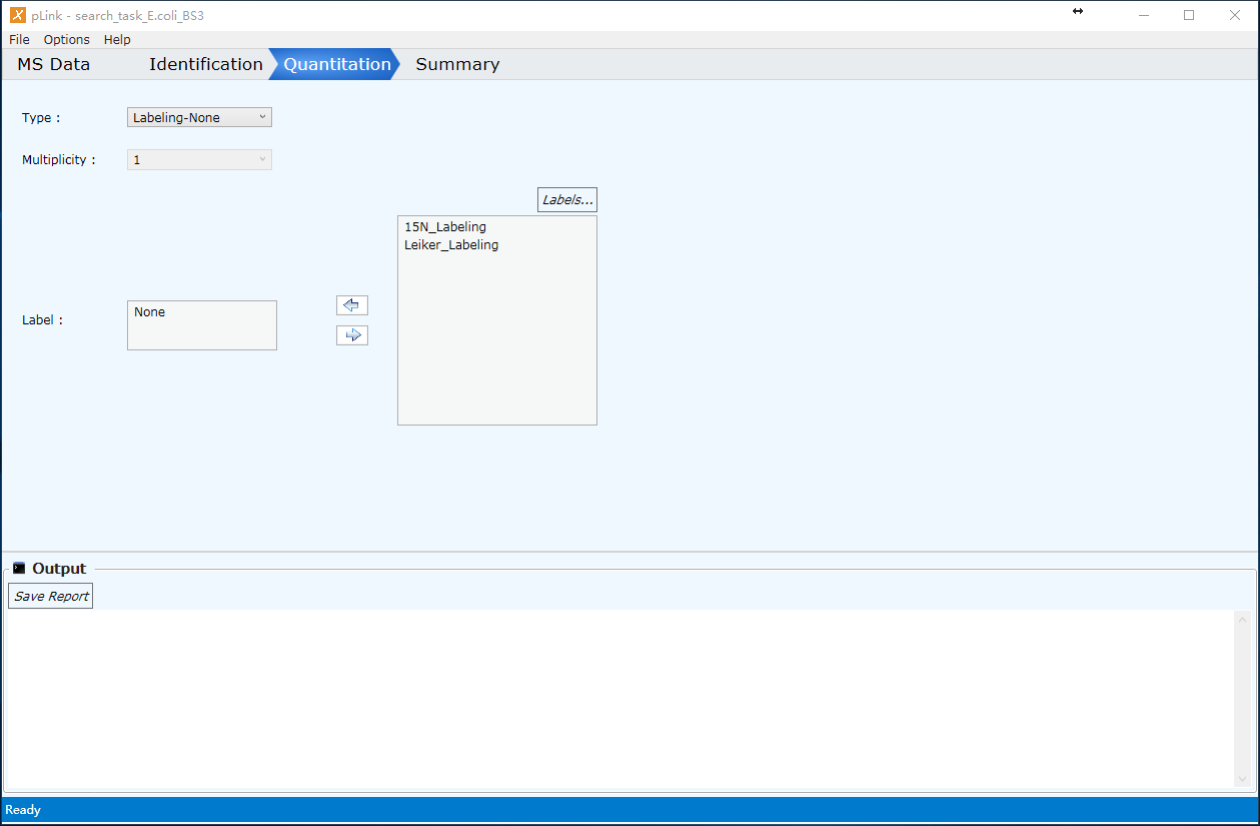 pLink - search_task_E.coli_BS3
File Options Help
MS Data Identification Quantitation Summary
Type : Labeling-None
Multiplicity : 1
Labels...
15N_Labeling
Leiker_Labeling
Label : None
Output
Save Report
Ready